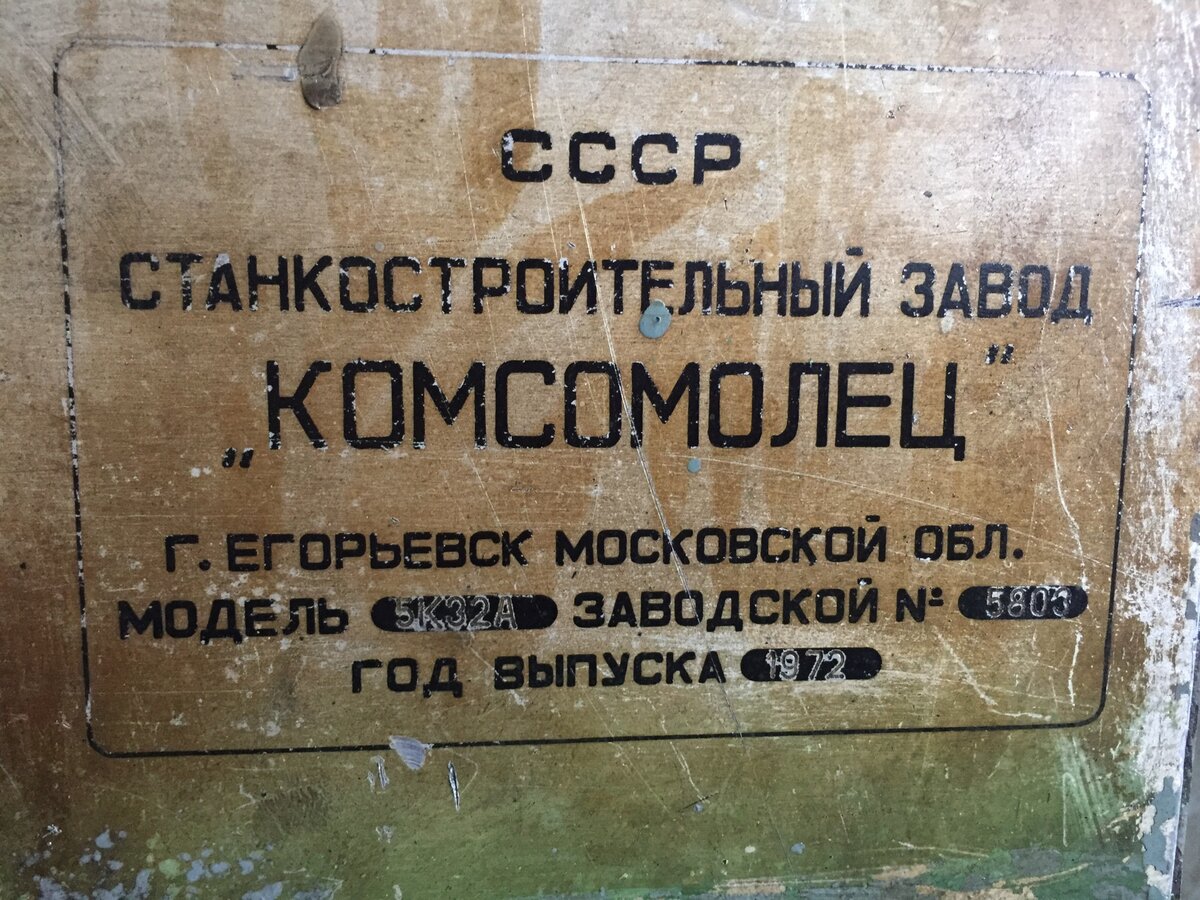 СССР
СТАНКОСТРОИТЕЛЬНЫЙ ЗАВОД
„КОМСОМОЛЕЦ"
Г. ЕГОРЬЕВСК МОСКОВСКОЙ ОБЛ.
МОДЕЛЬ 5К32А ЗАВОДСКОЙ № 5803
ГОД ВЫПУСКА 1972